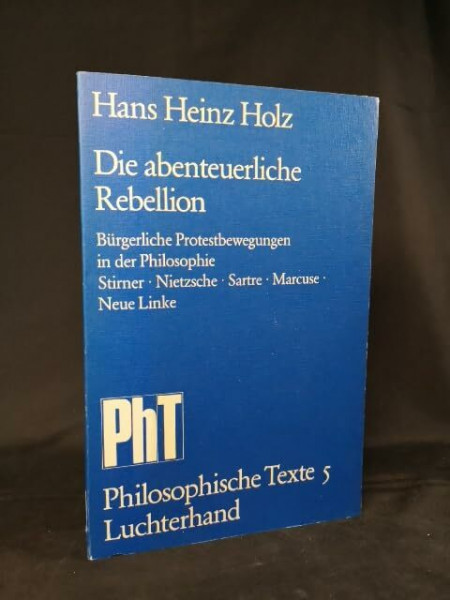 Hans Heinz Holz
Die abenteuerliche
Rebellion
Bürgerliche Protestbewegungen
in der Philosophie
Stirner · Nietzsche · Sartre · Marcuse ·
Neue Linke
PhT
Philosophische Texte 5
Luchterhand